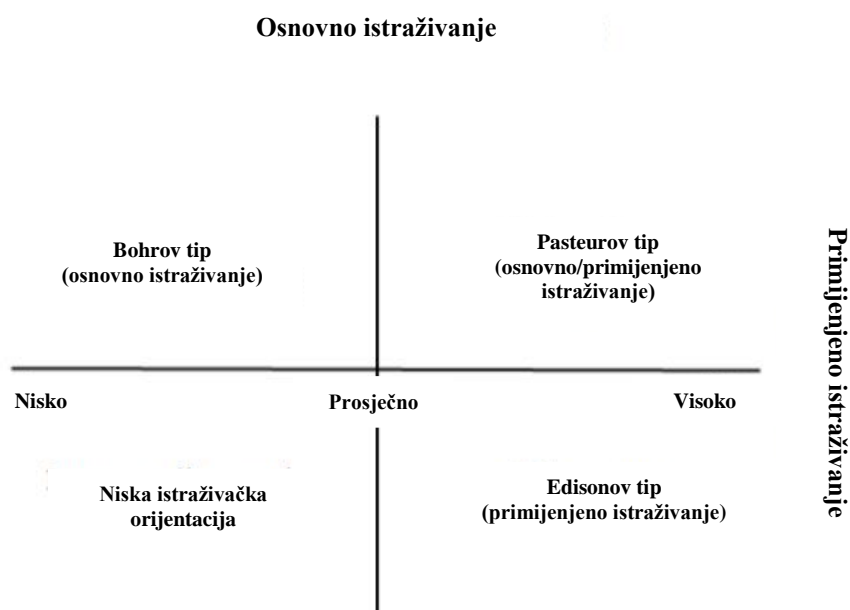 Osnovno istraživanje
Bohrov tip
(osnovno istraživanje)
Pasteurov tip
(osnovno/primijenjeno
istraživanje)
Primijenjeno istraživanje
Nisko
Prosječno
Visoko
Niska istraživačka
orijentacija
Edisonov tip
(primijenjeno istraživanje)